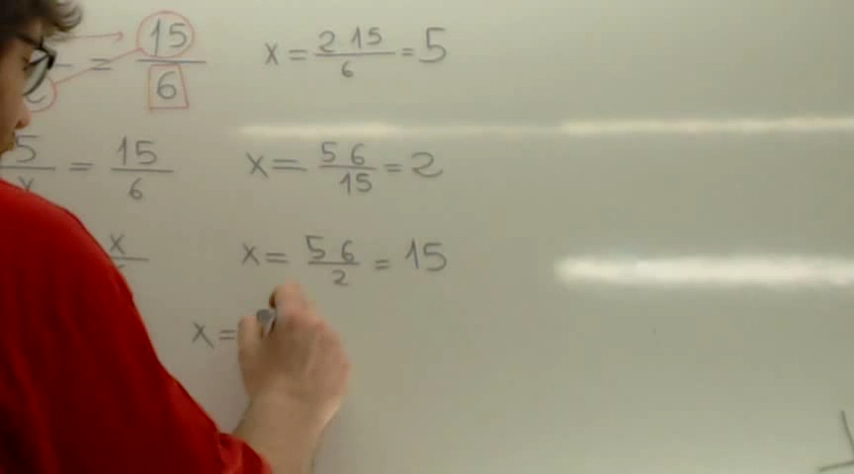 = 15/6 x = 2 15/6 = 5
5/x = 15/6 x = 5 6/15 = 2
x x = 5 6/2 = 15
x =